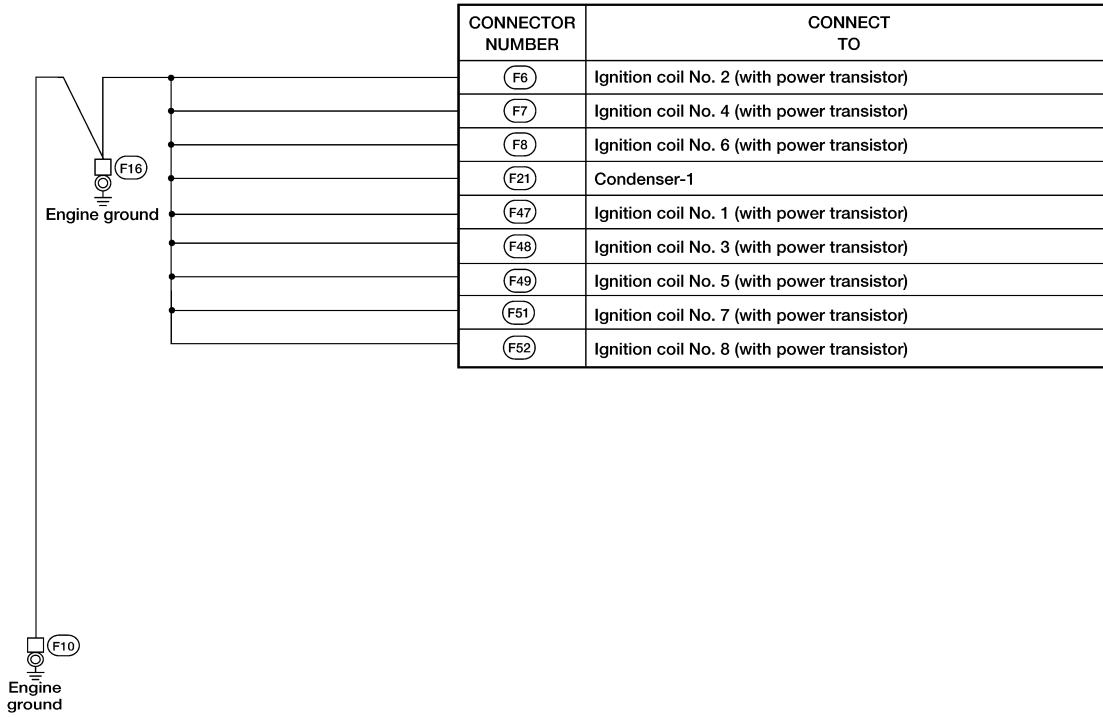 CONNECTOR NUMBER CONNECT TO
F6 Ignition coil No. 2 (with power transistor)
F7 Ignition coil No. 4 (with power transistor)
F8 Ignition coil No. 6 (with power transistor)
F21 Condenser-1
F47 Ignition coil No. 1 (with power transistor)
F48 Ignition coil No. 3 (with power transistor)
F49 Ignition coil No. 5 (with power transistor)
F51 Ignition coil No. 7 (with power transistor)
F52 Ignition coil No. 8 (with power transistor)
F16
Engine ground
F10
Engine
ground